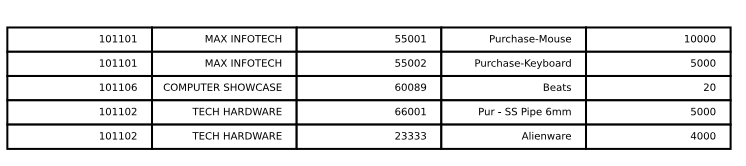 101101 MAX INFOTECH 55001 Purchase-Mouse 10000
101101 MAX INFOTECH 55002 Purchase-Keyboard 5000
101106 COMPUTER SHOWCASE 60089 Beats 20
101102 TECH HARDWARE 66001 Pur - SS Pipe 6mm 5000
101102 TECH HARDWARE 23333 Alienware 4000